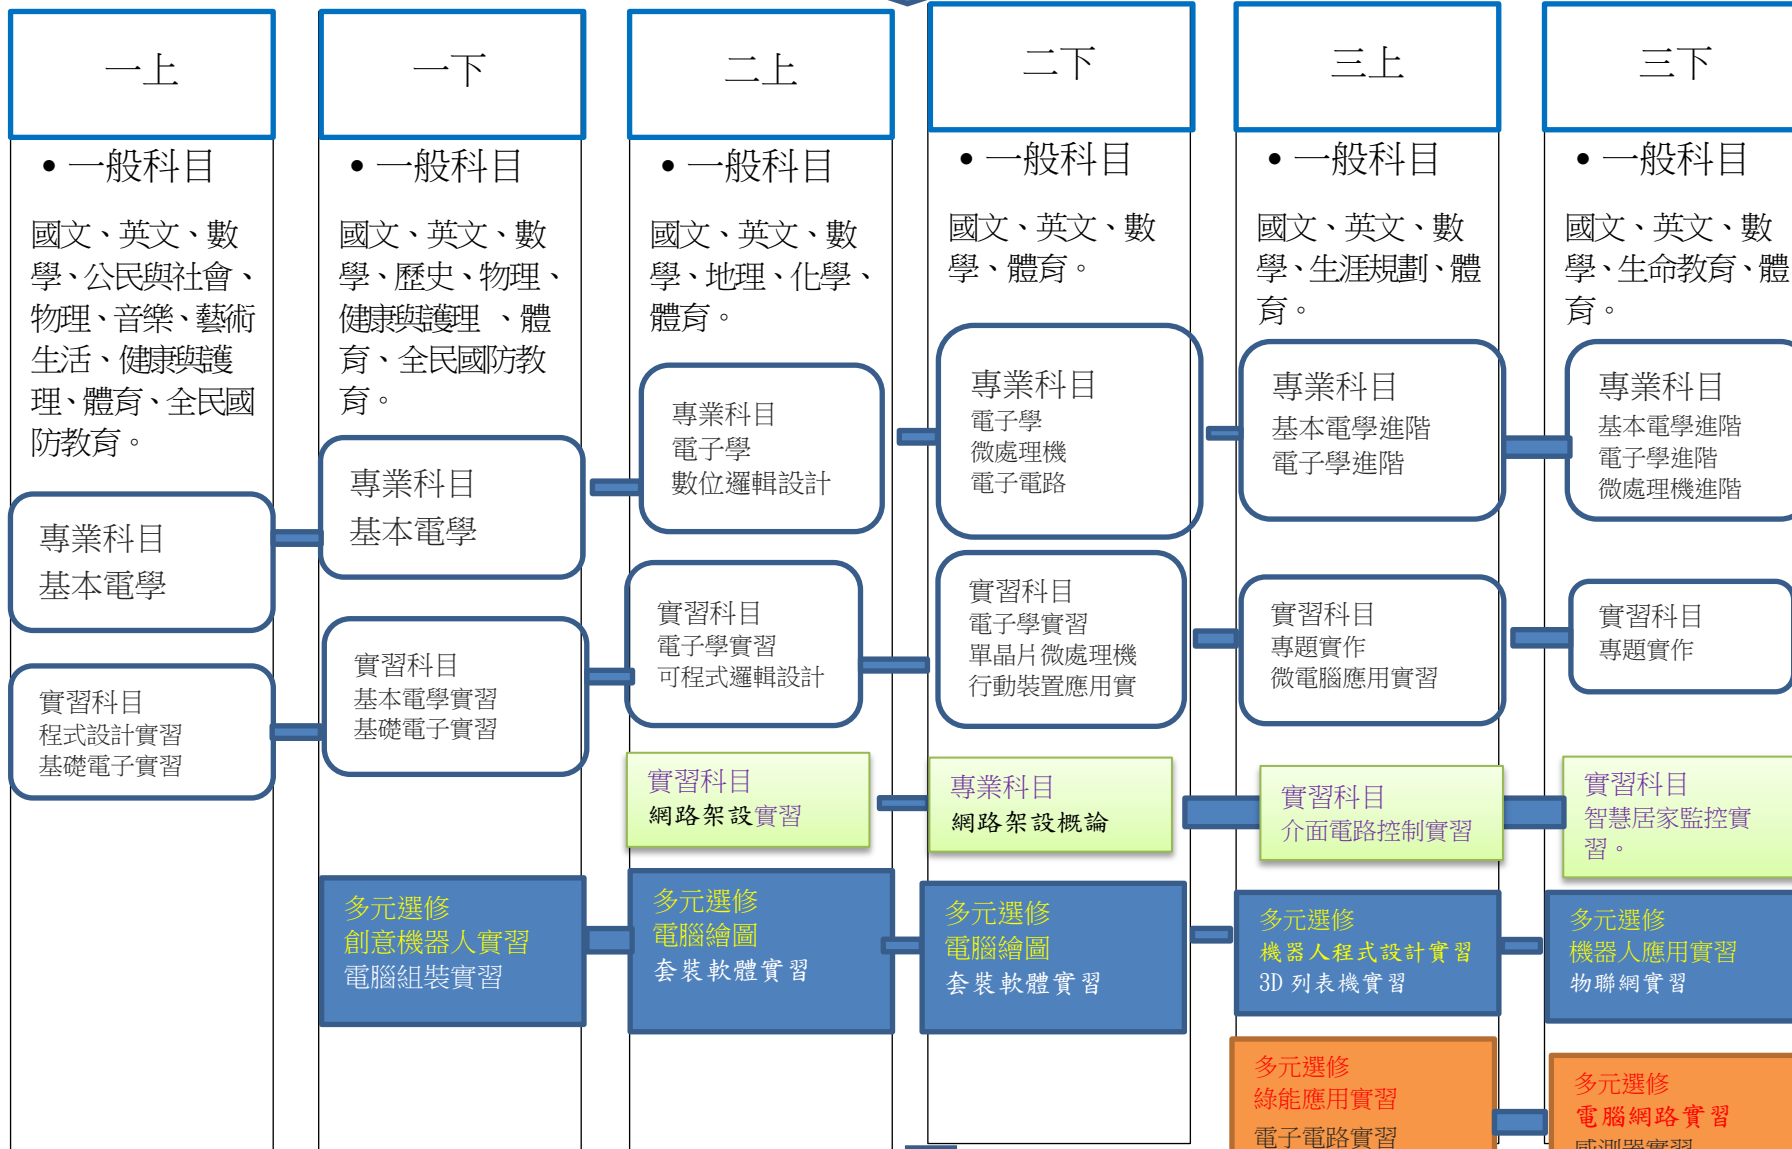 一上
• 一般科目
國文、英文、數
學、公民與社會、
物理、音樂、藝術
生活、健康與護
理、體育、全民國
防教育。
專業科目
基本電學
實習科目
程式設計實習
基礎電子實習
一下
• 一般科目
國文、英文、數
學、歷史、物理、
健康與護理 、體
育、全民國防教
育。
專業科目
基本電學
實習科目
基本電學實習
基礎電子實習
多元選修
創意機器人實習
電腦組裝實習
二上
• 一般科目
國文、英文、數
學、地理、化學、
體育。
專業科目
電子學
數位邏輯設計
實習科目
電子學實習
可程式邏輯設計
實習科目
網路架設實習
多元選修
電腦繪圖
套裝軟體實習
二下
• 一般科目
國文、英文、數
學、體育。
專業科目
電子學
微處理機
電子電路
實習科目
電子學實習
單晶片微處理機
行動裝置應用實
專業科目
網路架設概論
多元選修
電腦繪圖
套裝軟體實習
三上
• 一般科目
國文、英文、數
學、生涯規劃、體
育。
專業科目
基本電學進階
電子學進階
實習科目
專題實作
微電腦應用實習
實習科目
介面電路控制實習
多元選修
機器人程式設計實習
3D 列表機實習
多元選修
綠能應用實習
電子電路實習
三下
• 一般科目
國文、英文、數
學、生命教育、體
育。
專業科目
基本電學進階
電子學進階
微處理機進階
實習科目
專題實作
實習科目
智慧居家監控實
習。
多元選修
機器人應用實習
物聯網實習
多元選修
電腦網路實習
感測器實習